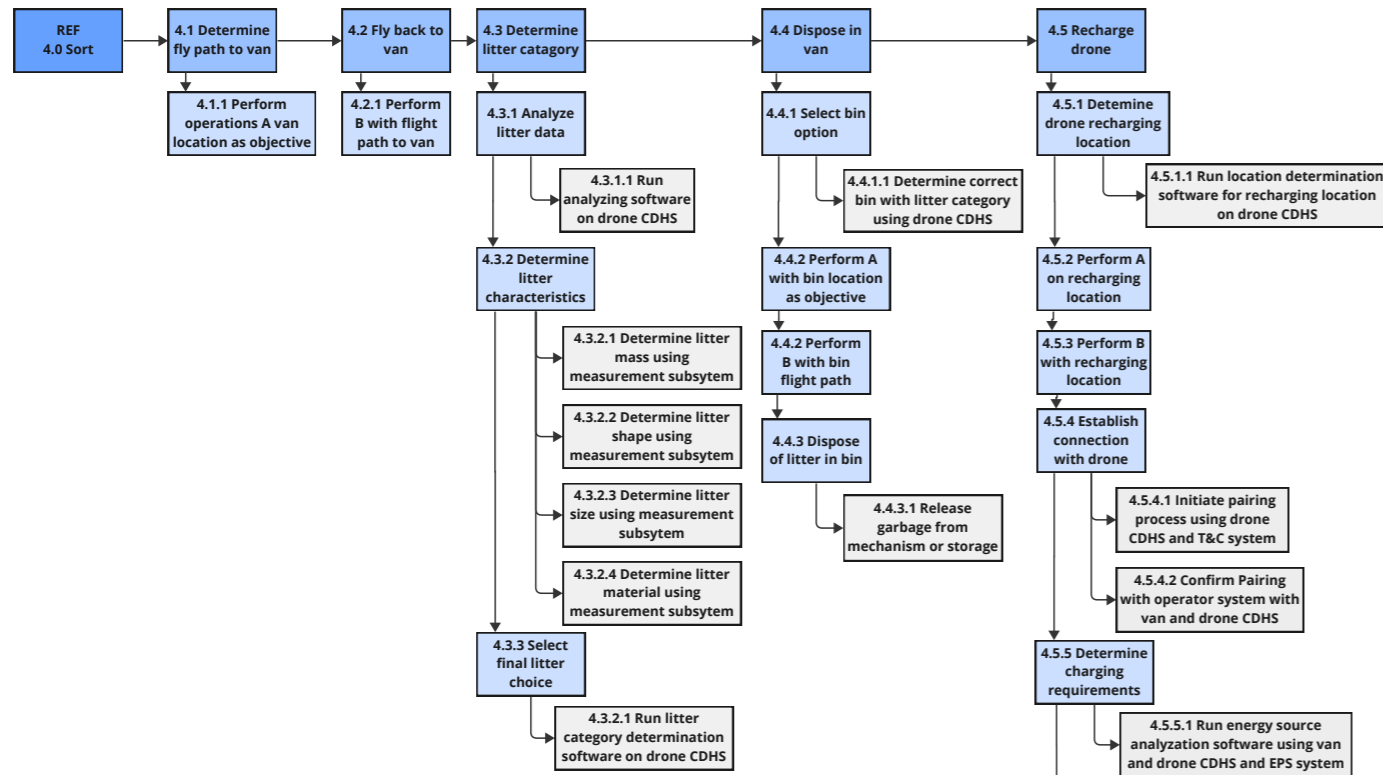 REF
4.0 Sort
4.1 Determine
fly path to van
4.2 Fly back to
van
4.3 Determine
litter catagory
4.4 Dispose in
van
4.5 Recharge
drone
4.1.1 Perform
operations A van
location as objective
4.2.1 Perform
B with flight
path to van
4.3.1 Analyze
litter data
4.3.1.1 Run
analyzing software
on drone CDHS
4.3.2 Determine
litter
characteristics
4.3.2.1 Determine litter
mass using
measurement subsytem
4.3.2.2 Determine litter
shape using
measurement subsytem
4.3.2.3 Determine litter
size using measurement
subsytem
4.3.2.4 Determine litter
material using
measurement subsytem
4.3.3 Select
final litter
choice
4.3.2.1 Run litter
category determination
software on drone CDHS
4.4.1 Select bin
option
4.4.1.1 Determine correct
bin with litter category
using drone CDHS
4.4.2 Perform A
with bin location
as objective
4.4.2 Perform
B with bin
flight path
4.4.3 Dispose
of litter in bin
4.4.3.1 Release
garbage from
mechanism or storage
4.5.1 Detemine
drone recharging
location
4.5.1.1 Run location determination
software for recharging location
on drone CDHS
4.5.2 Perform A
on recharging
location
4.5.3 Perform B
with recharging
location
4.5.4 Establish
connection
with drone
4.5.4.1 Initiate pairing
process using drone
CDHS and T&C system
4.5.4.2 Confirm Pairing
with operator system with
van and drone CDHS
4.5.5 Determine
charging
requirements
4.5.5.1 Run energy source
analyzation software using van
and drone CDHS and EPS system